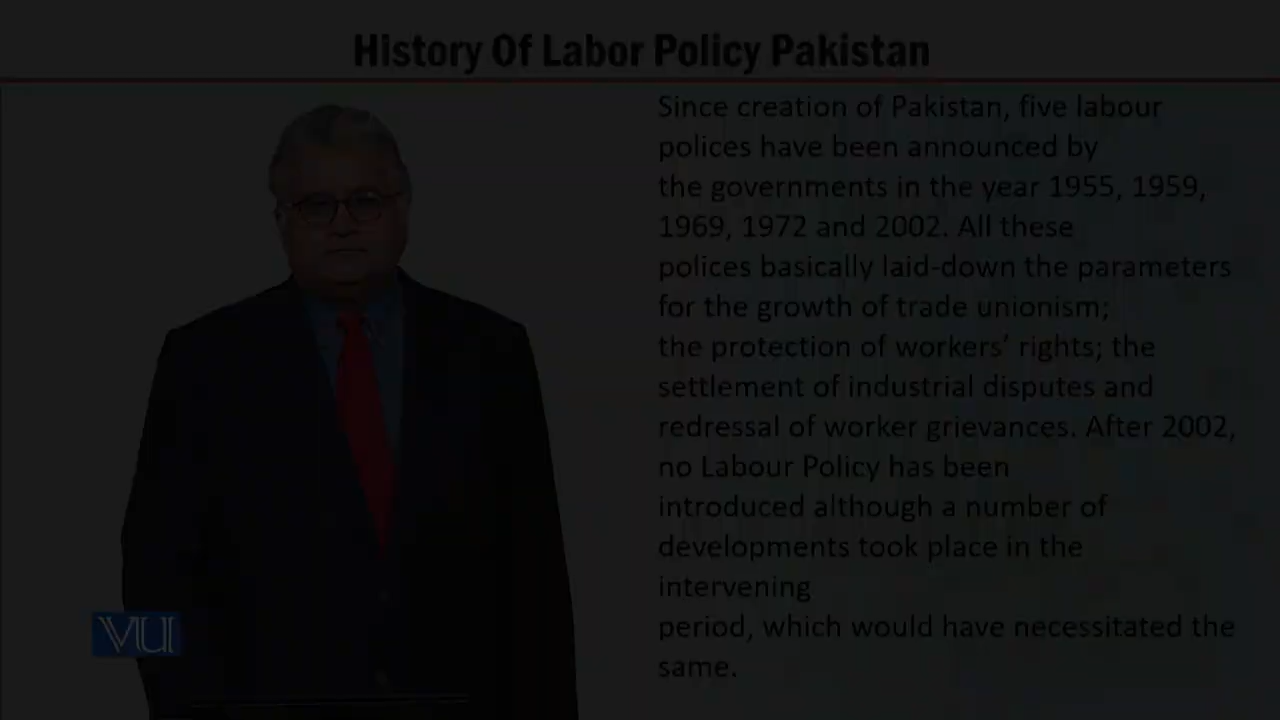 History Of Labor Policy Pakistan
Since creation of Pakistan, five labour
polices have been announced by
the governments in the year 1955, 1959,
1969, 1972 and 2002. All these
polices basically laid-down the parameters
for the growth of trade unionism;
the protection of workers’ rights; the
settlement of industrial disputes and
redressal of worker grievances. After 2002,
no Labour Policy has been
introduced although a number of
developments took place in the
intervening
period, which would have necessitated the
same.
VU